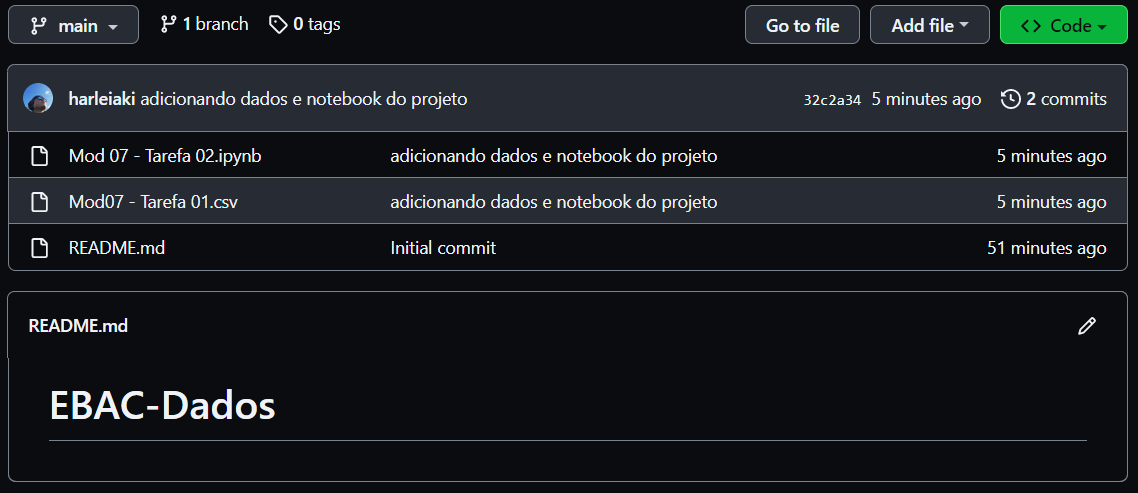 main 1 branch 0 tags Go to file Add file Code
harleiaki adicionando dados e notebook do projeto 32c2a34 5 minutes ago 2 commits
Mod 07 - Tarefa 02.ipynb adicionando dados e notebook do projeto 5 minutes ago
Mod07 - Tarefa 01.csv adicionando dados e notebook do projeto 5 minutes ago
README.md Initial commit 51 minutes ago
README.md
EBAC-Dados